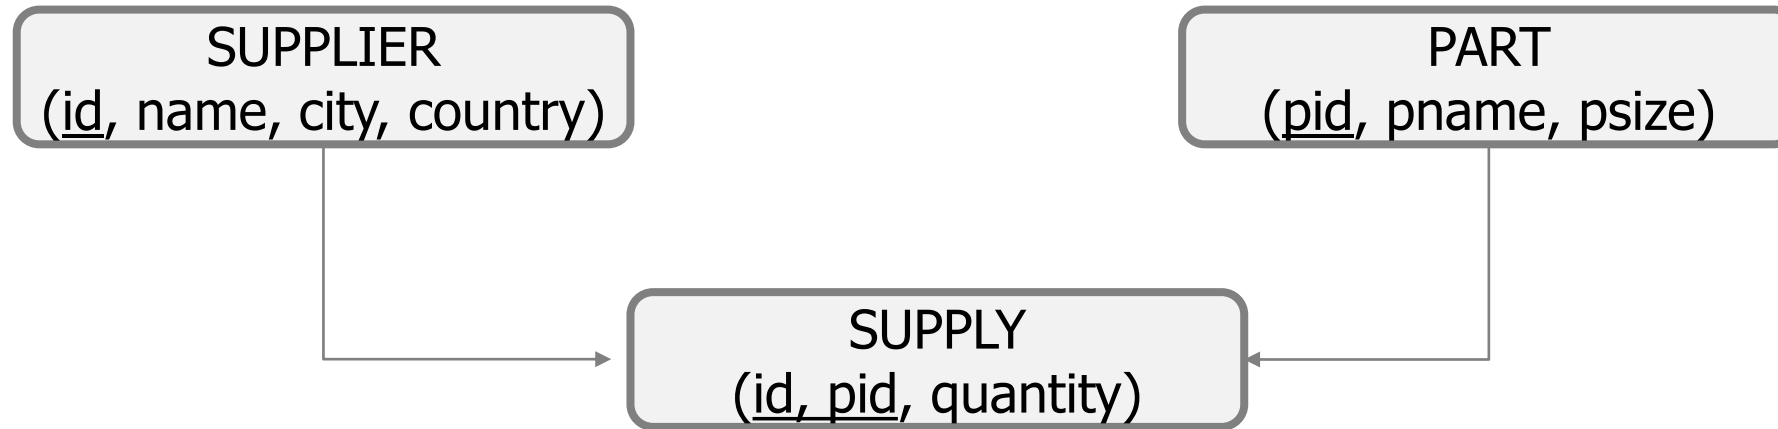 SUPPLIER
(id, name, city, country)
PART
(pid, pname, psize)
SUPPLY
(id, pid, quantity)